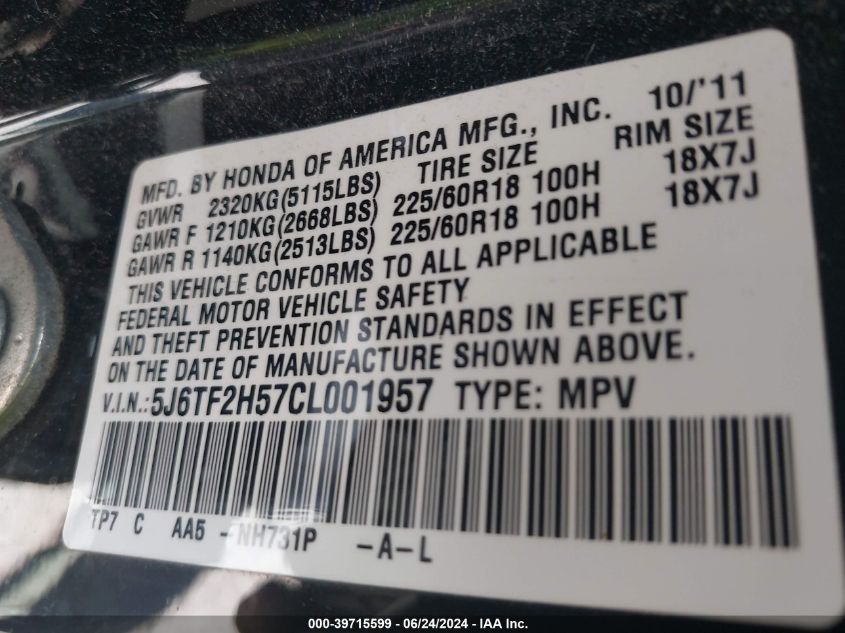 MFD. BY HONDA OF AMERICA MFG., INC. 10/'11
GVWR 2320KG(5115LBS) TIRE SIZE RIM SIZE
GAWR F 1210KG(2668LBS) 225/60R18 100H 18X7J
GAWR R 1140KG(2513LBS) 225/60R18 100H 18X7J
THIS VEHICLE CONFORMS TO ALL APPLICABLE
FEDERAL MOTOR VEHICLE SAFETY
AND THEFT PREVENTION STANDARDS IN EFFECT
ON THE DATE OF MANUFACTURE SHOWN ABOVE.
V.I.N.:5J6TF2H57CL001957 TYPE: MPV
TP7 C AA5 -NH731P -A-L
000-39715599 - 06/24/2024 - IAA Inc.